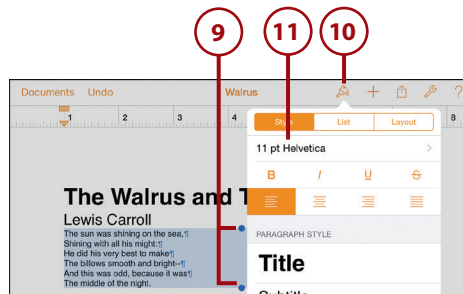 9 11 10
Documents Undo Walrus ?
1 2 3 4 8
Style List Layout
11 pt Helvetica
B I U S
The Walrus and T
Lewis Carroll
PARAGRAPH STYLE
The sun was shining on the sea,¶
Shining with all his might:¶
He did his very best to make¶
The billows smooth and bright--¶
And this was odd, because it was¶
The middle of the night.
Title
Subtitle